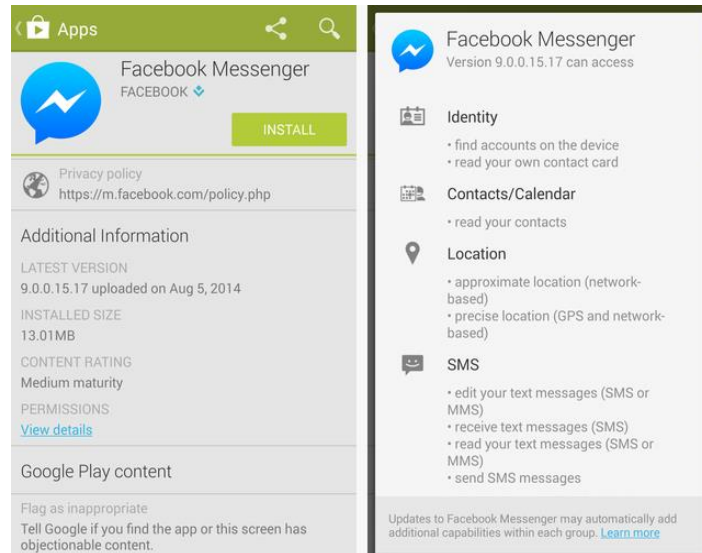 Apps
Facebook Messenger
FACEBOOK
INSTALL
Privacy policy
https://m.facebook.com/policy.php
Additional Information
LATEST VERSION
9.0.0.15.17 uploaded on Aug 5, 2014
INSTALLED SIZE
13.01MB
CONTENT RATING
Medium maturity
PERMISSIONS
View details
Google Play content
Flag as inappropriate
Tell Google if you find the app or this screen has
objectionable content.
Facebook Messenger
Version 9.0.0.15.17 can access
Identity
• find accounts on the device
• read your own contact card
Contacts/Calendar
• read your contacts
Location
• approximate location (network-
based)
• precise location (GPS and network-
based)
SMS
• edit your text messages (SMS or
MMS)
• receive text messages (SMS)
• read your text messages (SMS or
MMS)
• send SMS messages
Updates to Facebook Messenger may automatically add
additional capabilities within each group. Learn more